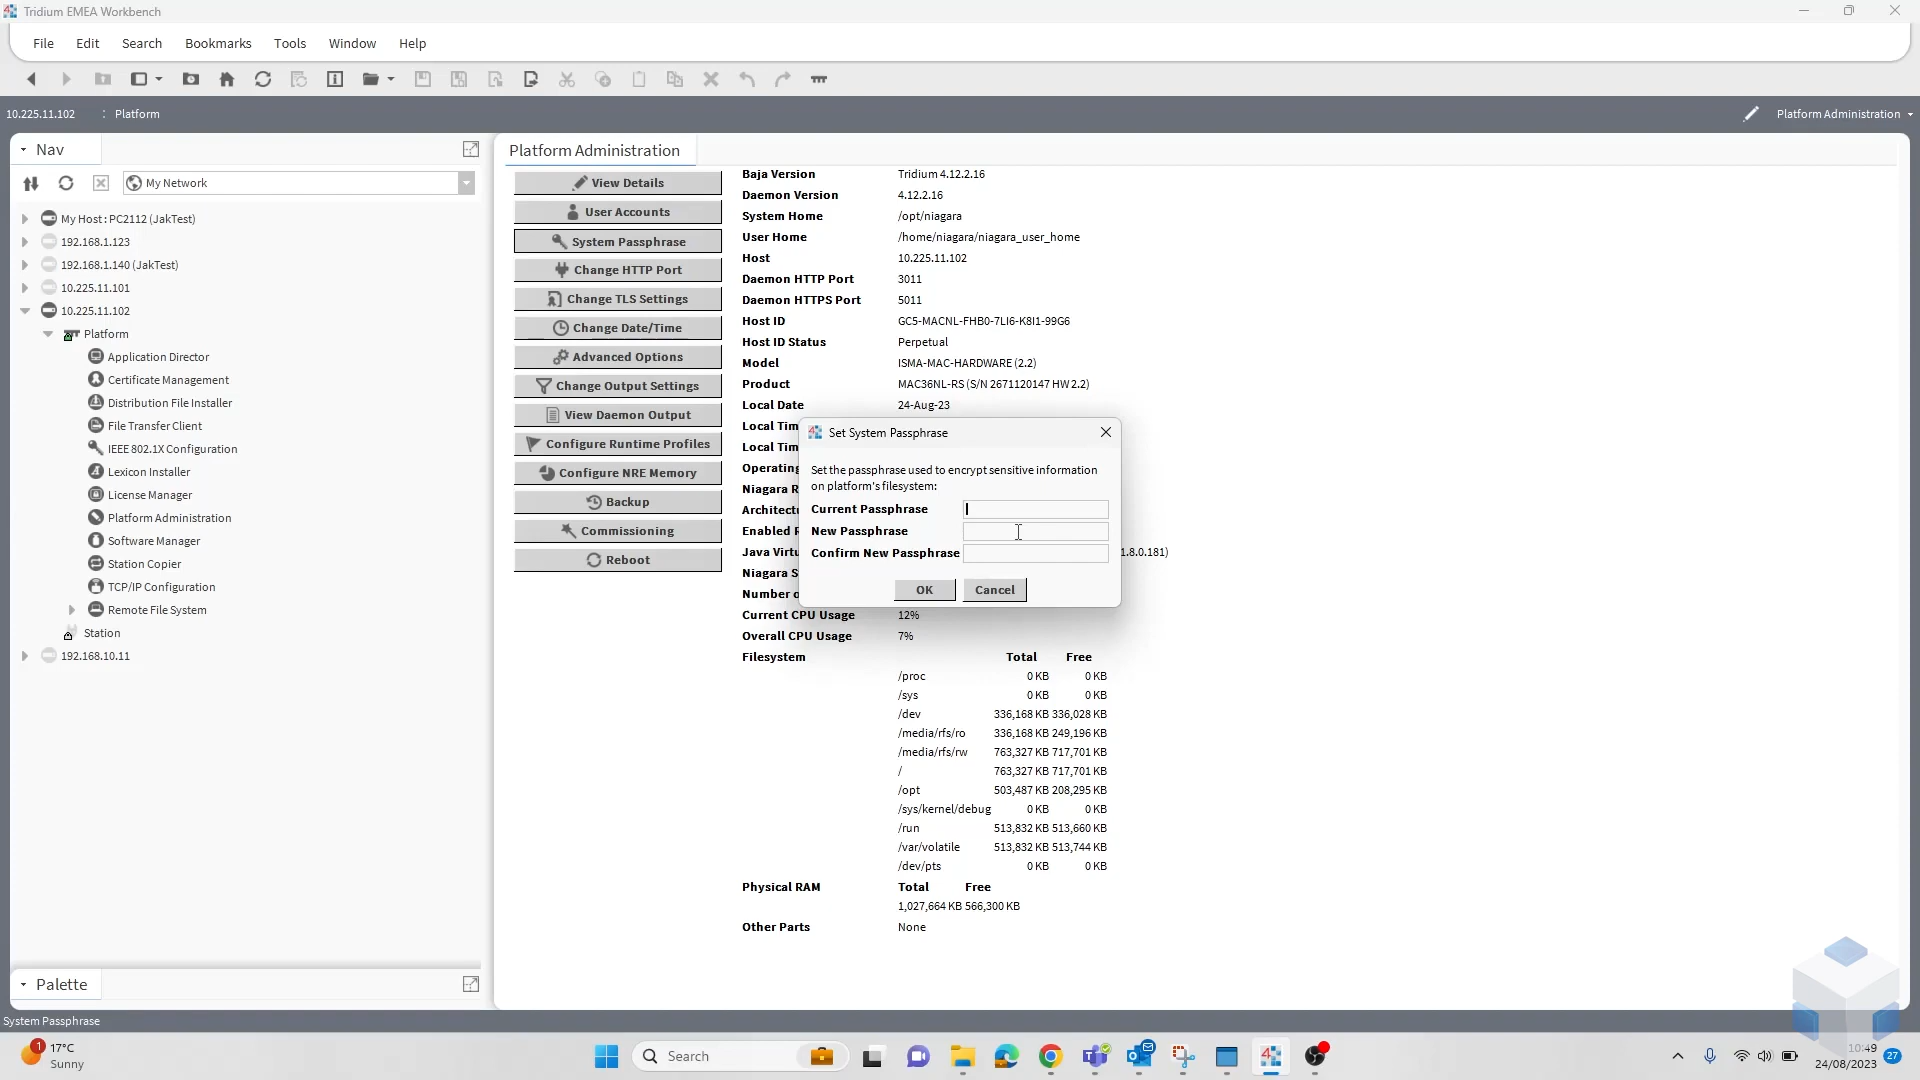 Tridium EMEA Workbench
File Edit Search Bookmarks Tools Window Help
10.225.11.102 : Platform
Platform Administration
Nav
My Network
My Host : PC2112 (JakTest)
192.168.1.123
192.168.1.140 (JakTest)
10.225.11.101
10.225.11.102
Platform
Application Director
Certificate Management
Distribution File Installer
File Transfer Client
IEEE 802.1X Configuration
Lexicon Installer
License Manager
Platform Administration
Software Manager
Station Copier
TCP/IP Configuration
Remote File System
Station
192.168.10.11
Palette
Platform Administration
View Details
User Accounts
System Passphrase
Change HTTP Port
Change TLS Settings
Change Date/Time
Advanced Options
Change Output Settings
View Daemon Output
Configure Runtime Profiles
Configure NRE Memory
Backup
Commissioning
Reboot
Baja Version Tridium 4.12.2.16
Daemon Version 4.12.2.16
System Home /opt/niagara
User Home /home/niagara/niagara_user_home
Host 10.225.11.102
Daemon HTTP Port 3011
Daemon HTTPS Port 5011
Host ID GC5-MACNL-FHB0-7LI6-K8I1-99G6
Host ID Status Perpetual
Model ISMA-MAC-HARDWARE (2.2)
Product MAC36NL-RS (S/N 2671120147 HW 2.2)
Local Date 24-Aug-23
Local Tim
Local Tim
Operating
Niagara R
Architectu
Enabled R
Java Virtu 1.8.0.181)
Niagara S
Number o
Current CPU Usage 12%
Overall CPU Usage 7%
Filesystem Total Free
/proc 0 KB 0 KB
/sys 0 KB 0 KB
/dev 336,168 KB 336,028 KB
/media/rfs/ro 336,168 KB 249,196 KB
/media/rfs/rw 763,327 KB 717,701 KB
/ 763,327 KB 717,701 KB
/opt 503,487 KB 208,295 KB
/sys/kernel/debug 0 KB 0 KB
/run 513,832 KB 513,660 KB
/var/volatile 513,832 KB 513,744 KB
/dev/pts 0 KB 0 KB
Physical RAM Total Free
1,027,664 KB 566,300 KB
Other Parts None
Set System Passphrase
Set the passphrase used to encrypt sensitive information
on platform's filesystem:
Current Passphrase
New Passphrase
Confirm New Passphrase
OK Cancel
System Passphrase
1
17°C
Sunny
Search
10:49
24/08/2023
27